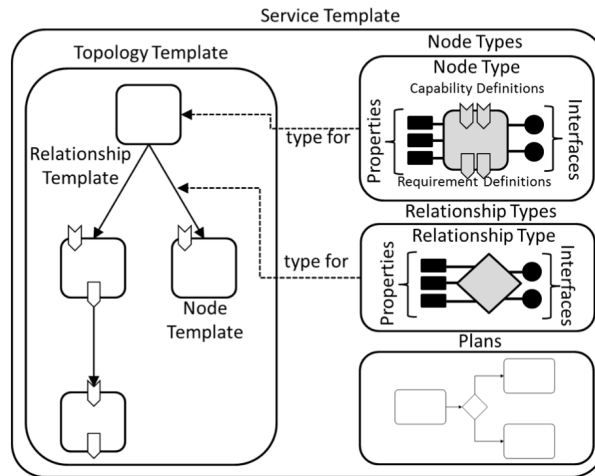 Service Template
Topology Template
Relationship
Template
Node
Template
type for
type for
Node Types
Node Type
Capability Definitions
Properties
Interfaces
Requirement Definitions
Relationship Types
Relationship Type
Properties
Interfaces
Plans